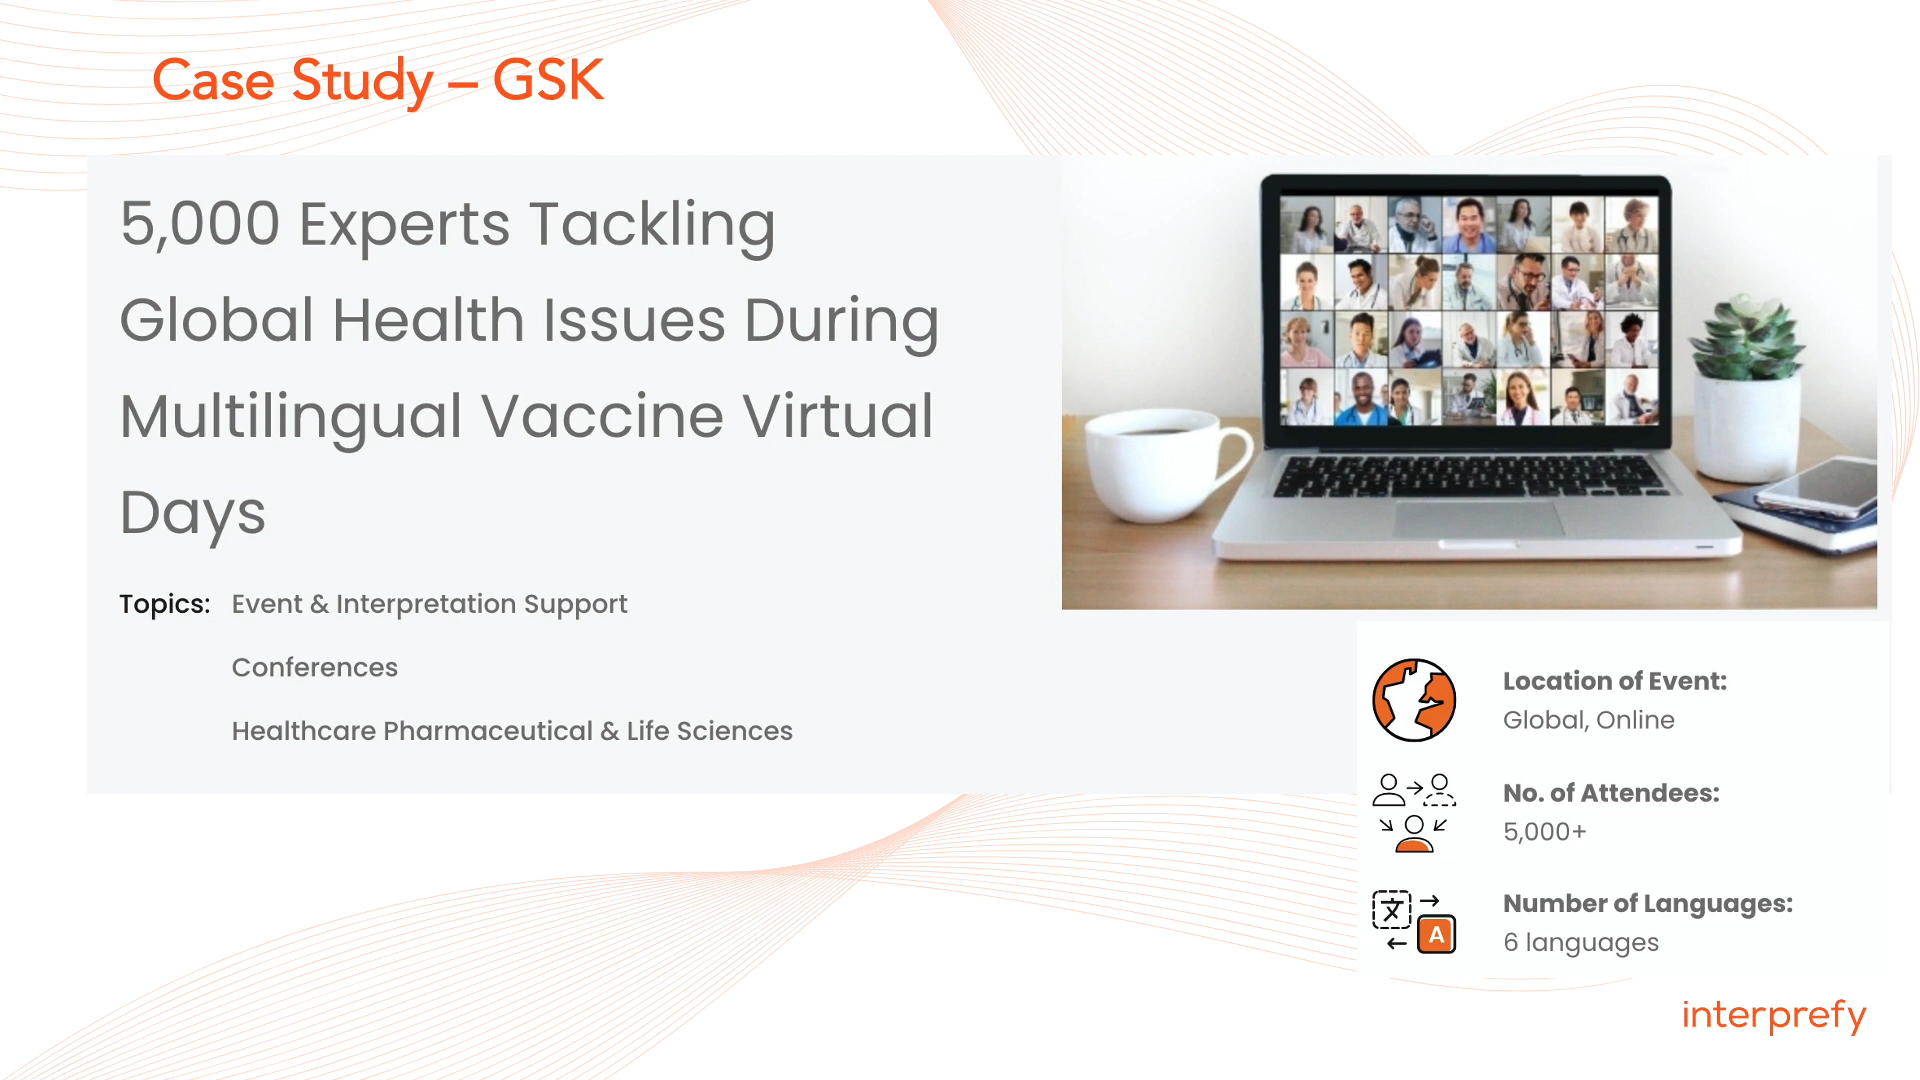 Case Study – GSK
5,000 Experts Tackling
Global Health Issues During
Multilingual Vaccine Virtual
Days
Topics: Event & Interpretation Support
Conferences
Healthcare Pharmaceutical & Life Sciences
Location of Event:
Global, Online
No. of Attendees:
5,000+
文
A
Number of Languages:
6 languages
interprefy